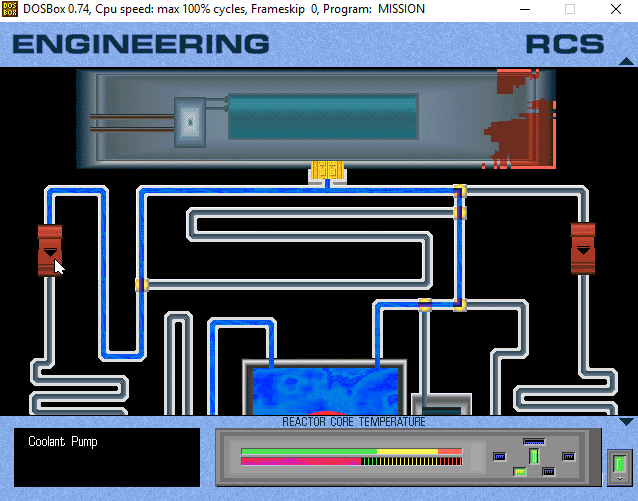 DOSBox 0.74, Cpu speed: max 100% cycles, Frameskip 0, Program: MISSION
ENGINEERING
RCS
REACTOR CORE TEMPERATURE
Coolant Pump